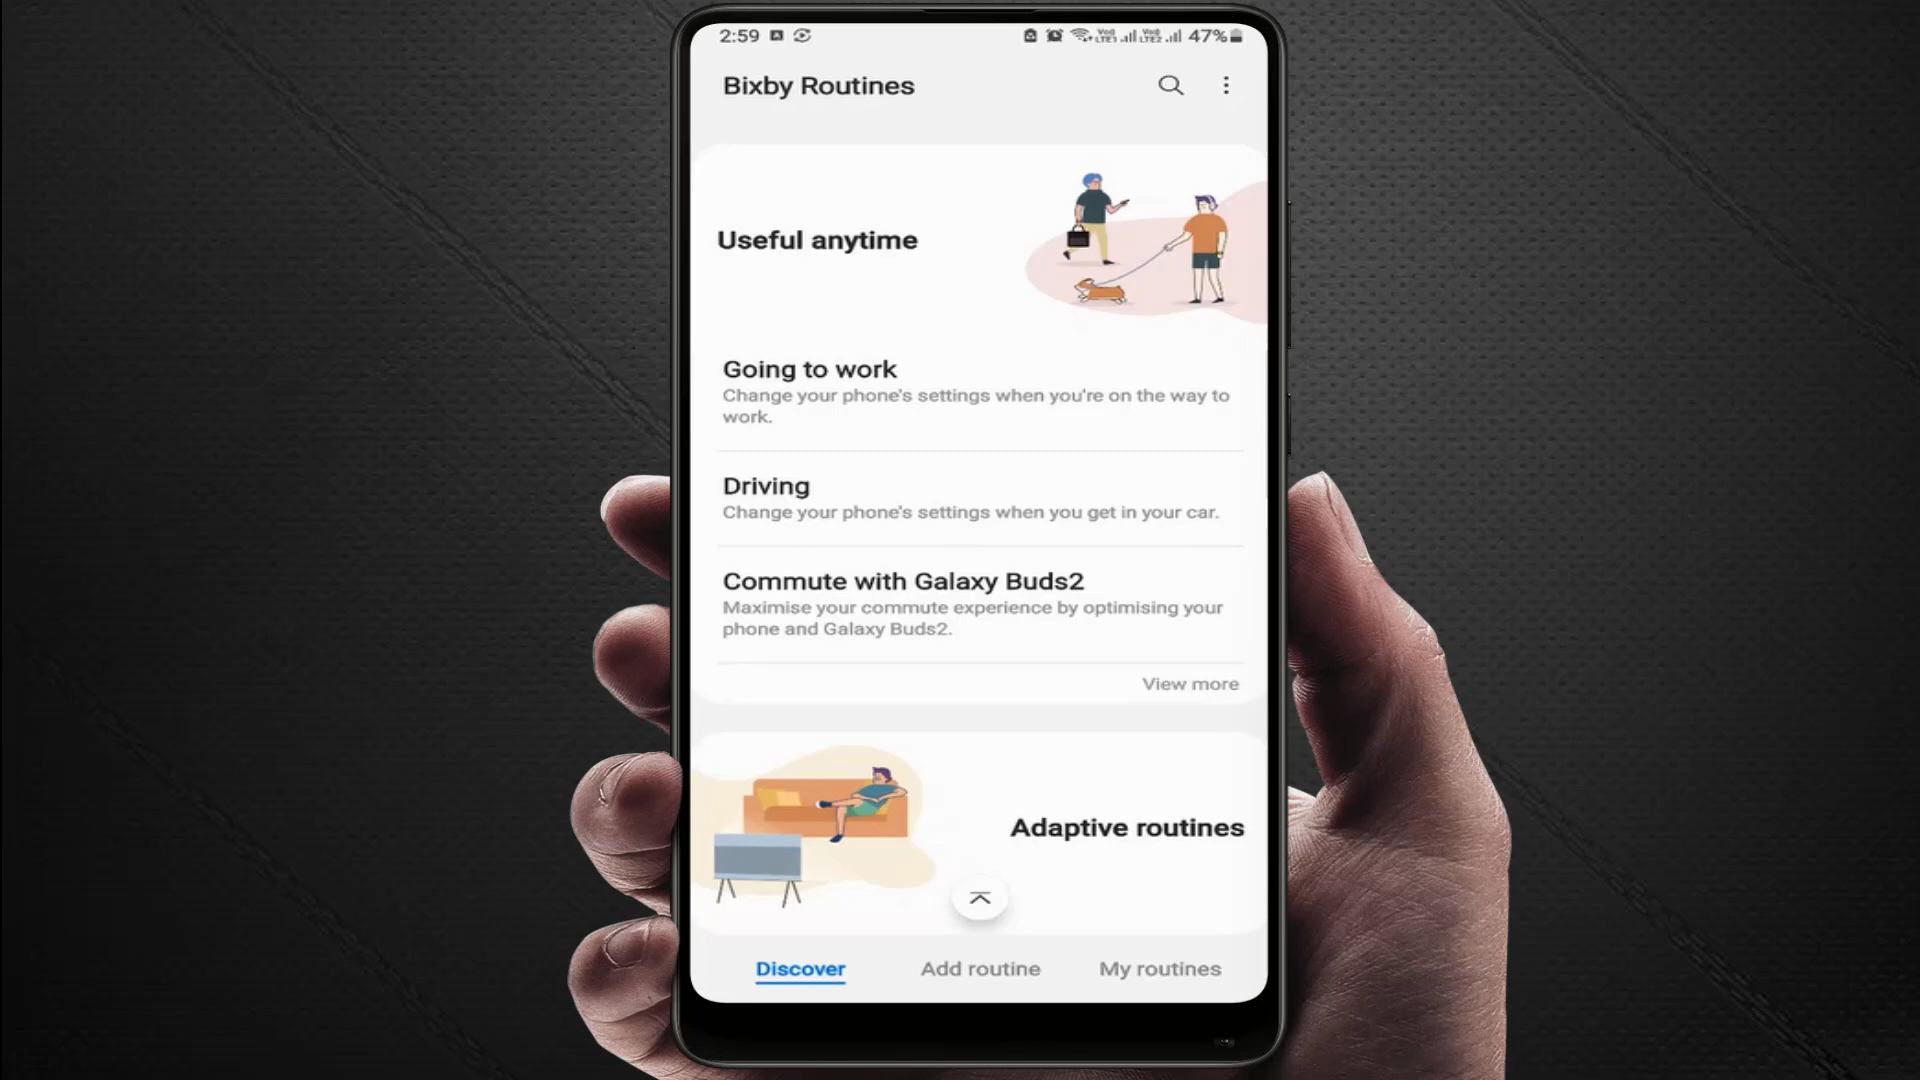 2:59 47%
Bixby Routines
Useful anytime
Going to work
Change your phone's settings when you're on the way to
work.
Driving
Change your phone's settings when you get in your car.
Commute with Galaxy Buds2
Maximise your commute experience by optimising your
phone and Galaxy Buds2.
View more
Adaptive routines
Discover Add routine My routines